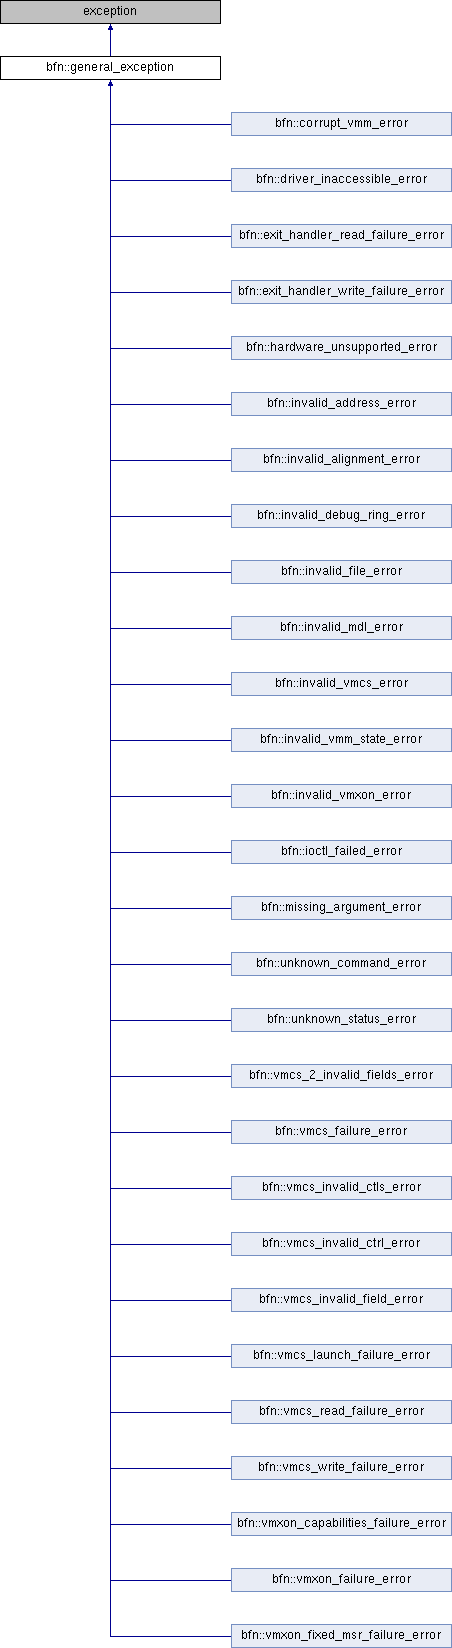 exception
bfn::general_exception
bfn::corrupt_vmm_error
bfn::driver_inaccessible_error
bfn::exit_handler_read_failure_error
bfn::exit_handler_write_failure_error
bfn::hardware_unsupported_error
bfn::invalid_address_error
bfn::invalid_alignment_error
bfn::invalid_debug_ring_error
bfn::invalid_file_error
bfn::invalid_mdl_error
bfn::invalid_vmcs_error
bfn::invalid_vmm_state_error
bfn::invalid_vmxon_error
bfn::ioctl_failed_error
bfn::missing_argument_error
bfn::unknown_command_error
bfn::unknown_status_error
bfn::vmcs_2_invalid_fields_error
bfn::vmcs_failure_error
bfn::vmcs_invalid_ctls_error
bfn::vmcs_invalid_ctrl_error
bfn::vmcs_invalid_field_error
bfn::vmcs_launch_failure_error
bfn::vmcs_read_failure_error
bfn::vmcs_write_failure_error
bfn::vmxon_capabilities_failure_error
bfn::vmxon_failure_error
bfn::vmxon_fixed_msr_failure_error